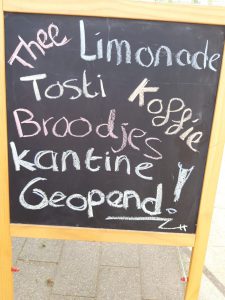 Thee Limonade
Tosti Koffie
Broodjes
Kantine
Geopend!